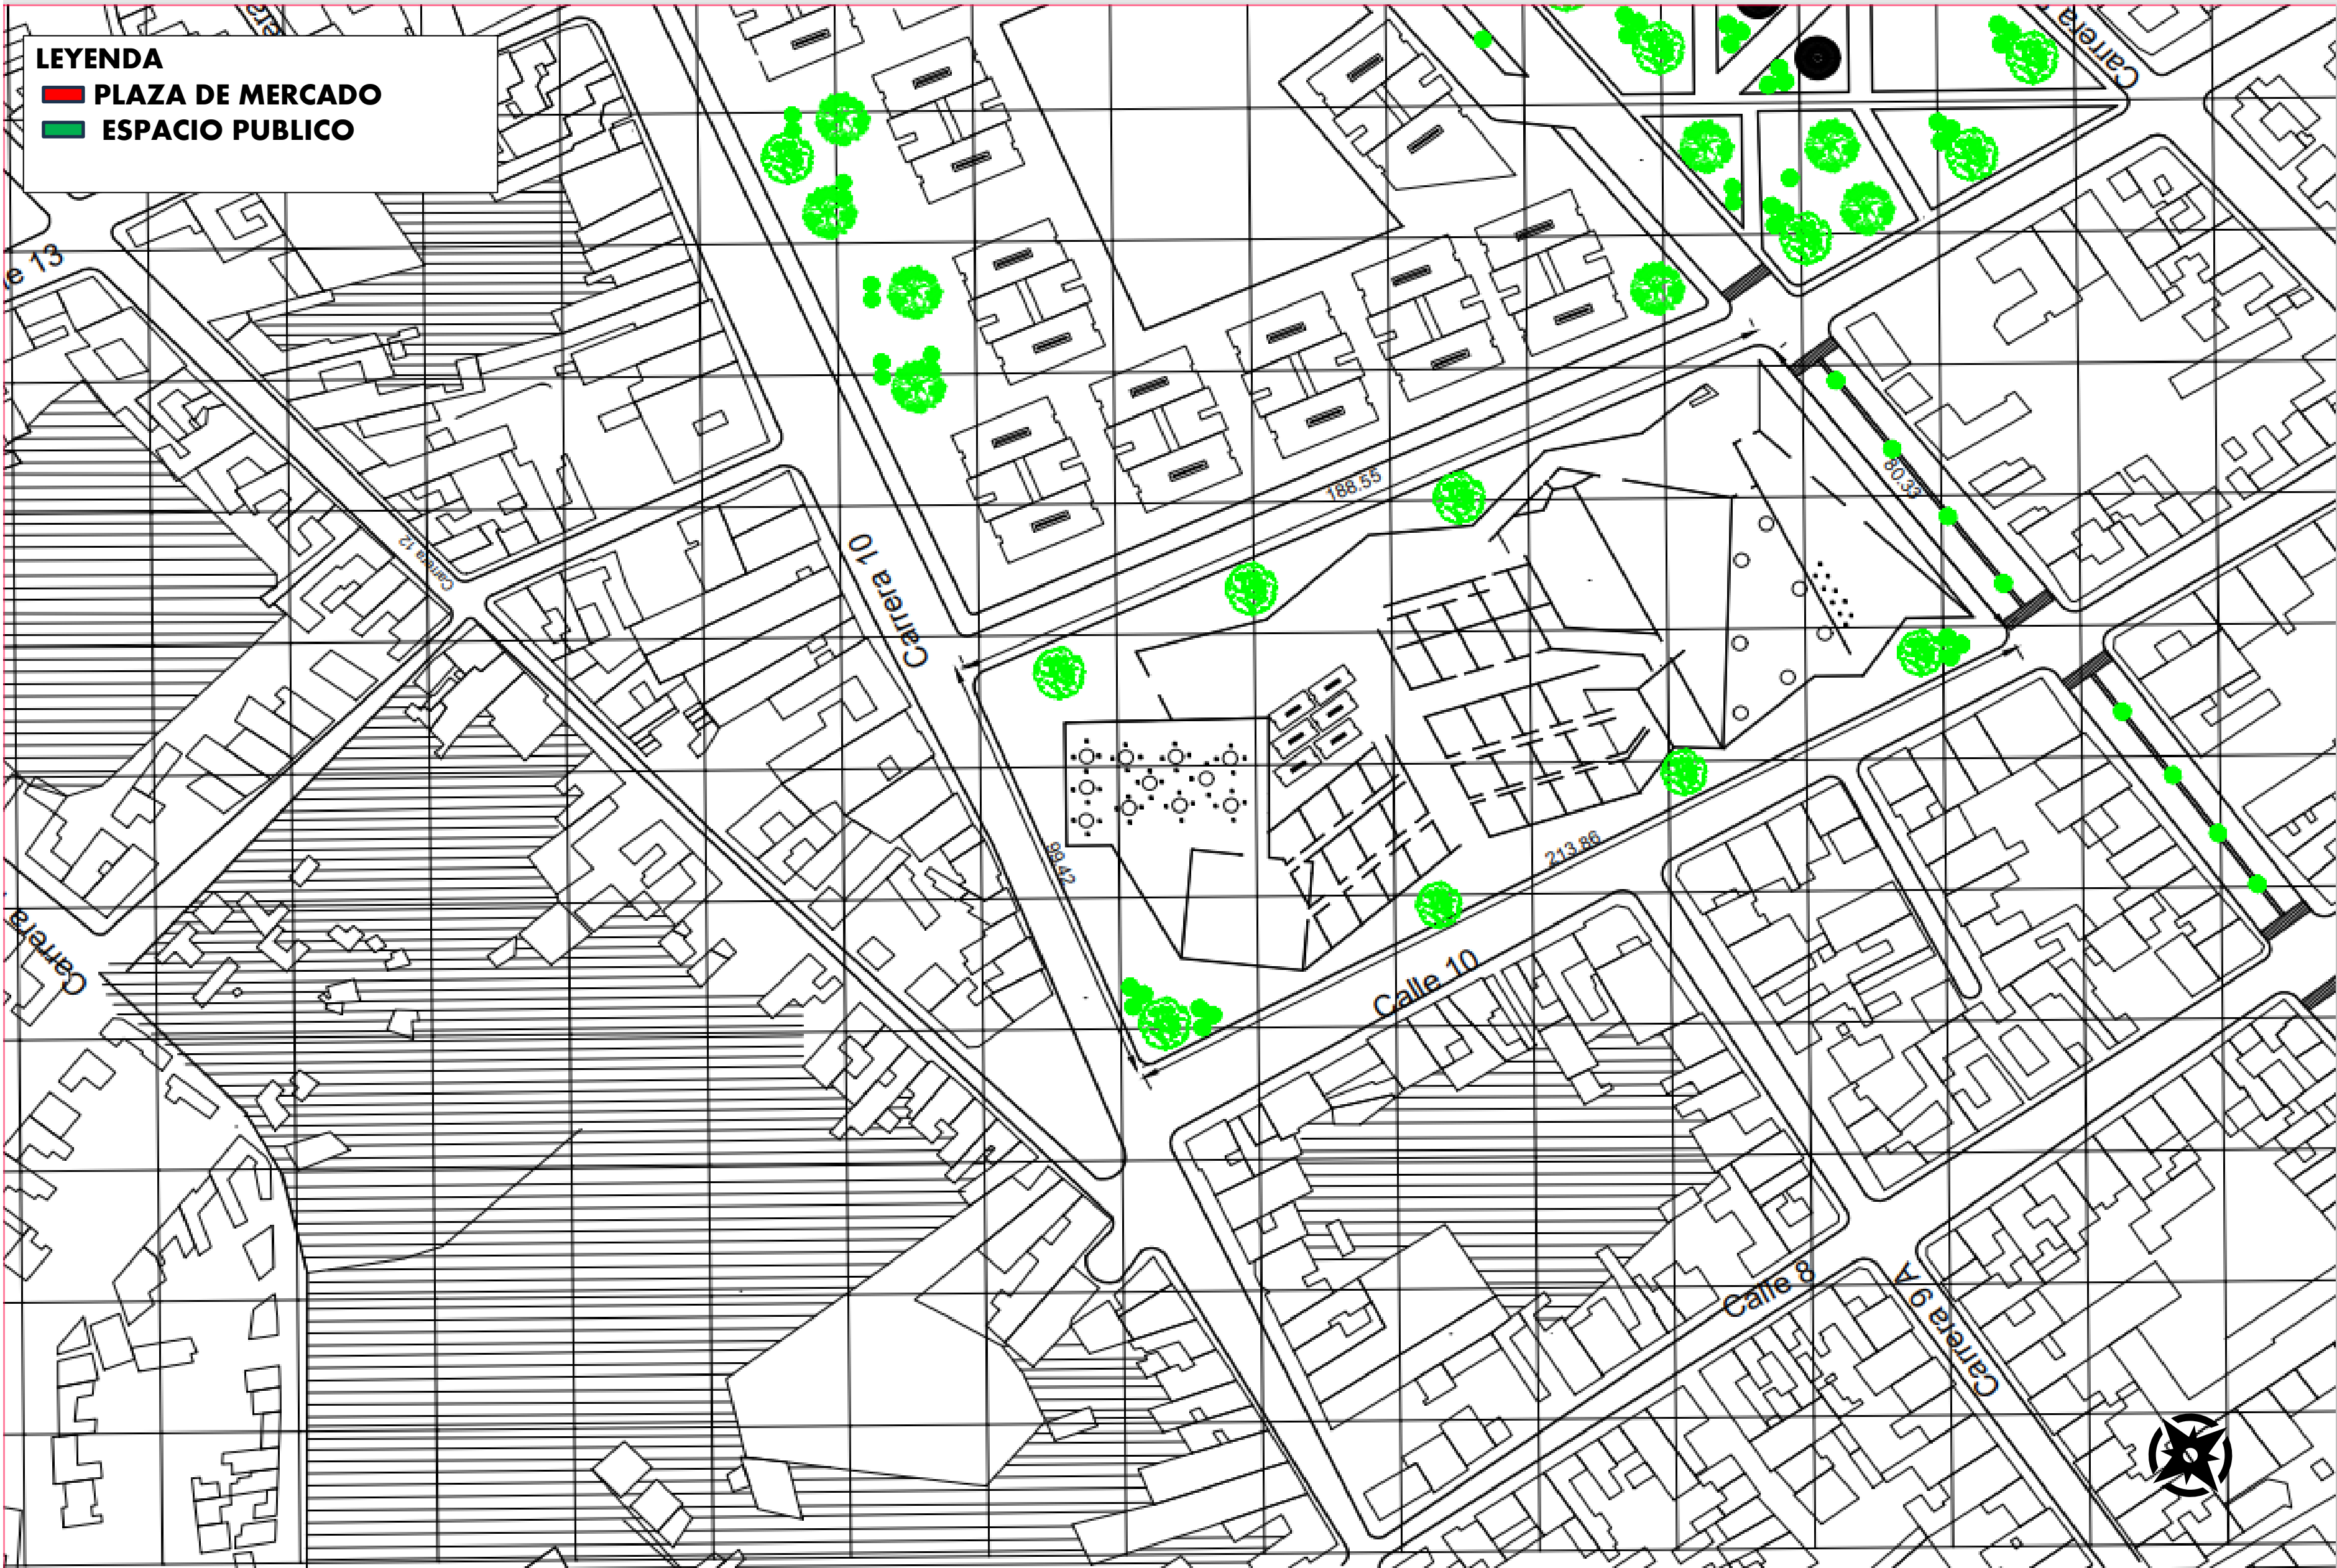 LEYENDA
PLAZA DE MERCADO
ESPACIO PUBLICO
Carrera
le 13
Carrera 12
Carrera 10
188.55
80.33
99.42
213.86
Carrera
Calle 10
Calle 8
Carrera 9 A